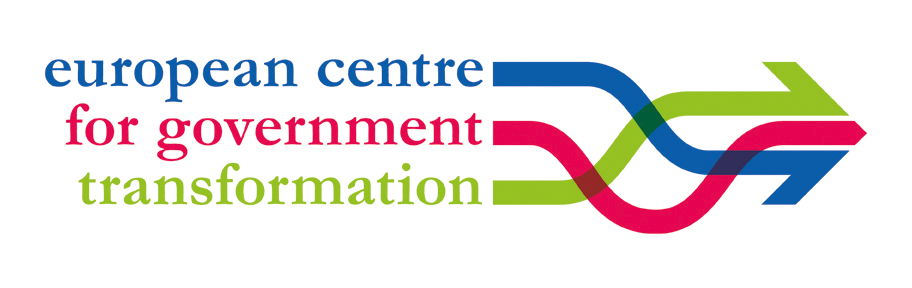 european centre
for government
transformation